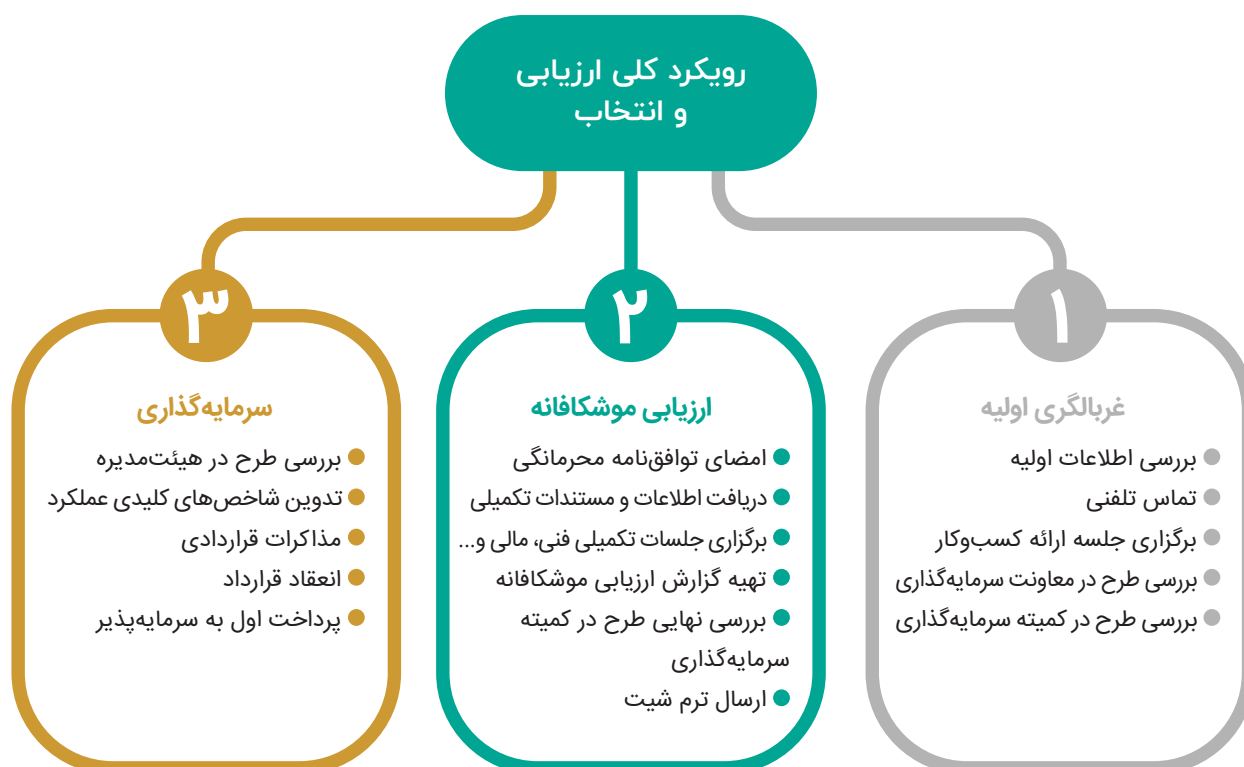 رویکرد کلی ارزیابی
و انتخاب
۱
غربالگری اولیه
● بررسی اطلاعات اولیه
● تماس تلفنی
● برگزاری جلسه ارائه کسب‌وکار
● بررسی طرح در معاونت سرمایه‌گذاری
● بررسی طرح در کمیته سرمایه‌گذاری
۲
ارزیابی موشکافانه
● امضای توافق‌نامه محرمانگی
● دریافت اطلاعات و مستندات تکمیلی
● برگزاری جلسات تکمیلی فنی، مالی و...
● تهیه گزارش ارزیابی موشکافانه
● بررسی نهایی طرح در کمیته
سرمایه‌گذاری
● ارسال ترم شیت
۳
سرمایه‌گذاری
● بررسی طرح در هیئت‌مدیره
● تدوین شاخص‌های کلیدی عملکرد
● مذاکرات قراردادی
● انعقاد قرارداد
● پرداخت اول به سرمایه‌پذیر